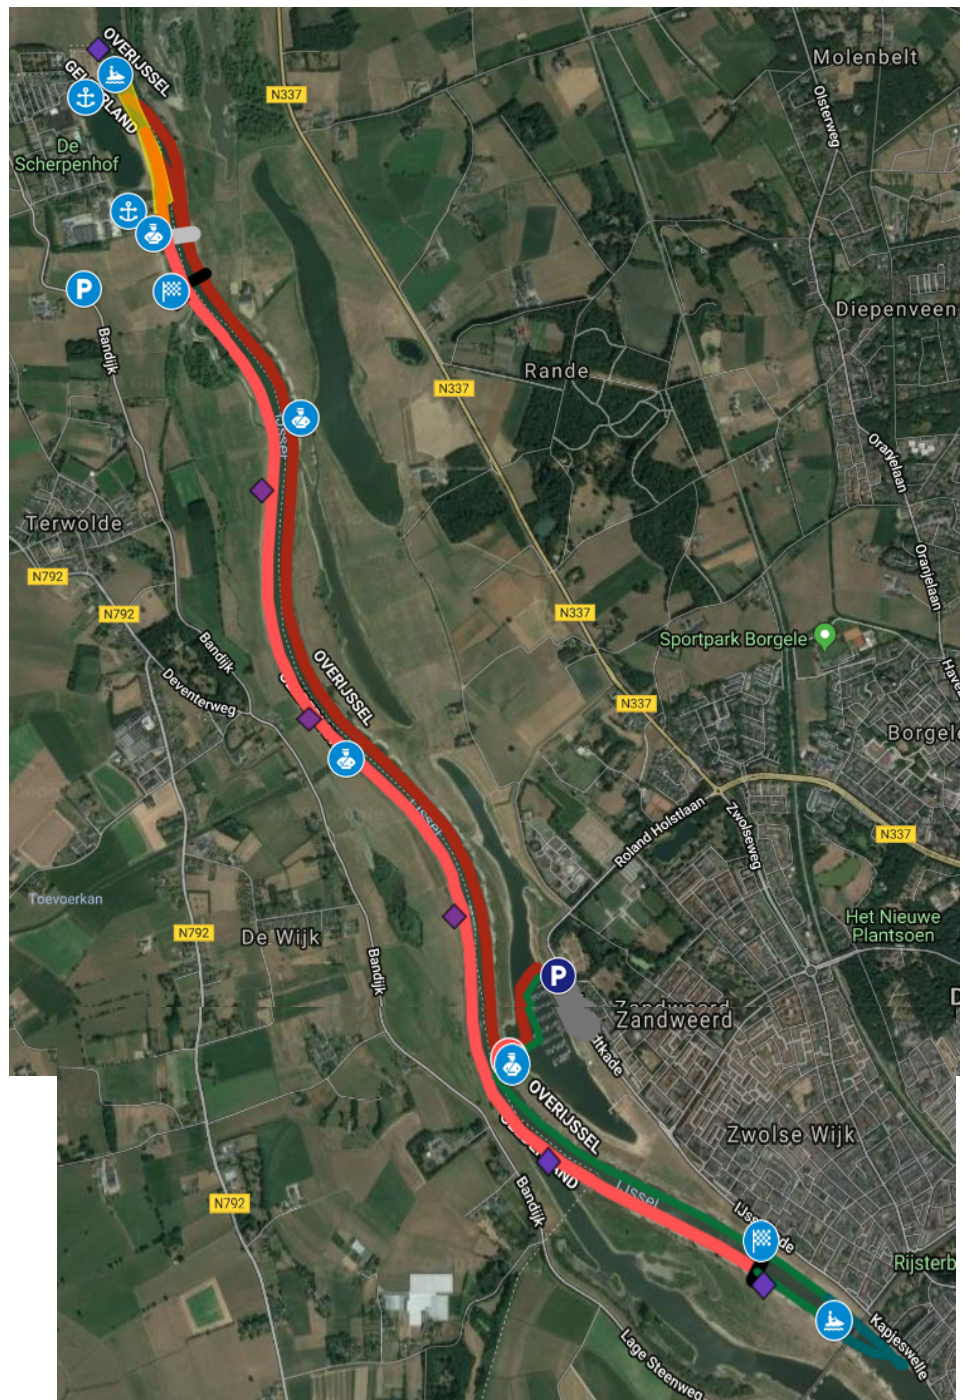 OVERIJSSEL
GELDERLAND
Molenbelt
Olsterweg
N337
De
Scherpenhof
P
Bandijk
Diepenveen
Rande
N337
IJssel
Oranjelaan
Terwolde
N792
N792
Oranjelaan
N337
Sportpark Borgele
Bandijk
Deventerweg
OVERIJSSEL
N337
Borgele
IJssel
Roland Holstlaan
Zwolseweg
N337
Toevoerkan
Het Nieuwe
Plantsoen
N792
De Wijk
Bandijk
P
Zandweerd
Zandweerd
OVERIJSSEL
Zwolse Wijk
IJssel
Bandijk
N792
Rijsterb
Kapjeswelle
Lage Steenweg